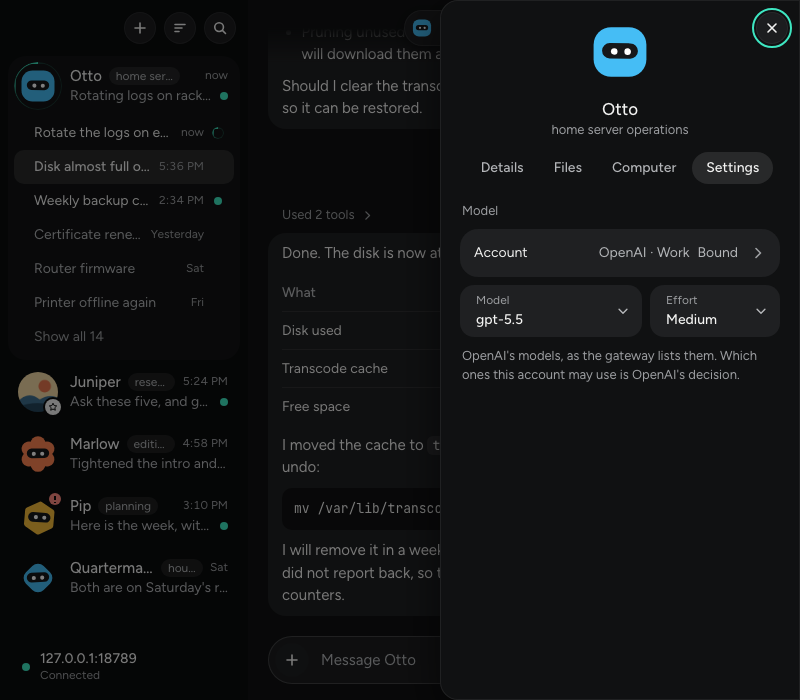 Otto
home ser...
now
Rotating logs on rack...
Rotate the logs on e...
now
Disk almost full o...
5:36 PM
Weekly backup c...
2:34 PM
Certificate rene...
Yesterday
Router firmware
Sat
Printer offline again
Fri
Show all 14
Juniper
rese...
5:24 PM
Ask these five, and g...
Marlow
editi...
4:58 PM
Tightened the intro and...
Pip
planning
3:10 PM
Here is the week, wit...
Quarterma...
hou...
Sat
Both are on Saturday's r...
127.0.0.1:18789
Connected
Pruning unused
will download them a
Should I clear the transc
so it can be restored.
Used 2 tools
Done. The disk is now at
What
Disk used
Transcode cache
Free space
I moved the cache to
undo:
mv /var/lib/transco
I will remove it in a week
did not report back, so t
counters.
Message Otto
Otto
home server operations
Details
Files
Computer
Settings
Model
Account
OpenAI · Work Bound
Model
gpt-5.5
Effort
Medium
OpenAI's models, as the gateway lists them. Which
ones this account may use is OpenAI's decision.